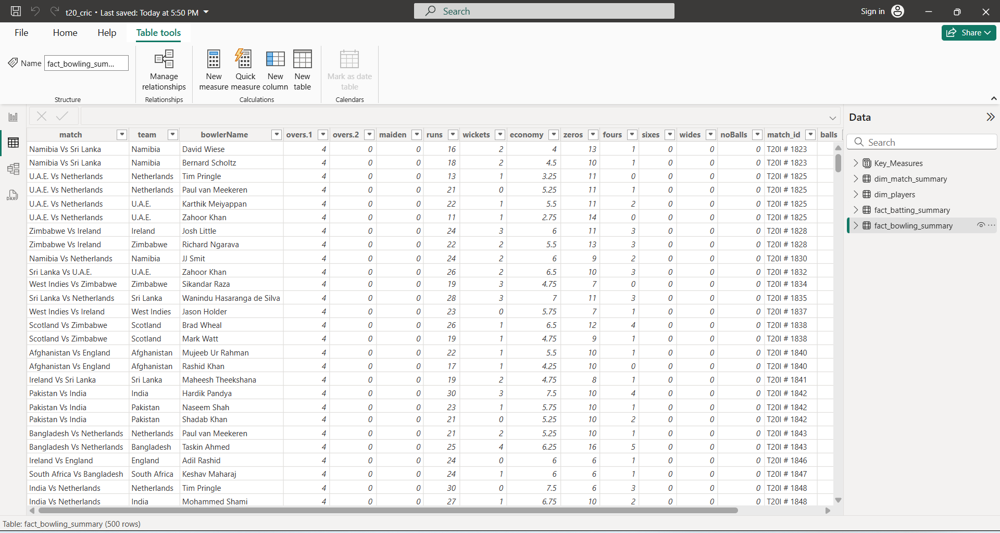 t20_cric • Last saved: Today at 5:50 PM
Search
Sign in
File Home Help Table tools
Share
Name fact_bowling_sum...
Manage relationships
New measure
Quick measure
New column
New table
Mark as date table
Structure Relationships Calculations Calendars
Data
Search
Key_Measures
dim_match_summary
dim_players
fact_batting_summary
fact_bowling_summary
DAX
match team bowlerName overs.1 overs.2 maiden runs wickets economy zeros fours sixes wides noBalls match_id balls
Namibia Vs Sri Lanka Namibia David Wiese 4 0 0 16 2 4 13 1 0 0 0 T20I # 1823
Namibia Vs Sri Lanka Namibia Bernard Scholtz 4 0 0 18 2 4.5 10 1 0 0 0 T20I # 1823
U.A.E. Vs Netherlands Netherlands Tim Pringle 4 0 0 13 1 3.25 11 0 0 0 0 T20I # 1825
U.A.E. Vs Netherlands Netherlands Paul van Meekeren 4 0 0 21 0 5.25 11 1 0 0 0 T20I # 1825
U.A.E. Vs Netherlands U.A.E. Karthik Meiyappan 4 0 0 22 1 5.5 11 2 0 0 0 T20I # 1825
U.A.E. Vs Netherlands U.A.E. Zahoor Khan 4 0 0 11 1 2.75 14 0 0 0 0 T20I # 1825
Zimbabwe Vs Ireland Ireland Josh Little 4 0 0 24 3 6 11 3 0 0 0 T20I # 1828
Zimbabwe Vs Ireland Zimbabwe Richard Ngarava 4 0 0 22 2 5.5 13 3 0 0 0 T20I # 1828
Namibia Vs Netherlands Namibia JJ Smit 4 0 0 24 2 6 9 2 0 0 0 T20I # 1830
Sri Lanka Vs U.A.E. U.A.E. Zahoor Khan 4 0 0 26 2 6.5 10 3 0 0 0 T20I # 1832
West Indies Vs Zimbabwe Zimbabwe Sikandar Raza 4 0 0 19 3 4.75 7 0 0 0 0 T20I # 1834
Sri Lanka Vs Netherlands Sri Lanka Wanindu Hasaranga de Silva 4 0 0 28 3 7 11 3 0 0 0 T20I # 1835
West Indies Vs Ireland West Indies Jason Holder 4 0 0 23 0 5.75 7 1 0 0 0 T20I # 1837
Scotland Vs Zimbabwe Scotland Brad Wheal 4 0 0 26 1 6.5 12 4 0 0 0 T20I # 1838
Scotland Vs Zimbabwe Scotland Mark Watt 4 0 0 19 1 4.75 9 1 0 0 0 T20I # 1838
Afghanistan Vs England Afghanistan Mujeeb Ur Rahman 4 0 0 22 1 5.5 10 1 0 0 0 T20I # 1840
Afghanistan Vs England Afghanistan Rashid Khan 4 0 0 17 1 4.25 10 0 0 0 0 T20I # 1840
Ireland Vs Sri Lanka Sri Lanka Maheesh Theekshana 4 0 0 19 2 4.75 8 1 0 0 0 T20I # 1841
Pakistan Vs India India Hardik Pandya 4 0 0 30 3 7.5 10 4 0 0 0 T20I # 1842
Pakistan Vs India Pakistan Naseem Shah 4 0 0 23 1 5.75 10 1 0 0 0 T20I # 1842
Pakistan Vs India Pakistan Shadab Khan 4 0 0 21 0 5.25 10 2 0 0 0 T20I # 1842
Bangladesh Vs Netherlands Netherlands Paul van Meekeren 4 0 0 21 2 5.25 10 1 0 0 0 T20I # 1843
Bangladesh Vs Netherlands Bangladesh Taskin Ahmed 4 0 0 25 4 6.25 16 5 0 0 0 T20I # 1843
Ireland Vs England England Adil Rashid 4 0 0 24 0 6 6 1 0 0 0 T20I # 1846
South Africa Vs Bangladesh South Africa Keshav Maharaj 4 0 0 24 1 6 6 1 0 0 0 T20I # 1847
India Vs Netherlands Netherlands Tim Pringle 4 0 0 30 0 7.5 6 3 0 0 0 T20I # 1848
India Vs Netherlands India Mohammed Shami 4 0 0 27 1 6.75 10 2 0 0 0 T20I # 1848
Table: fact_bowling_summary (500 rows)